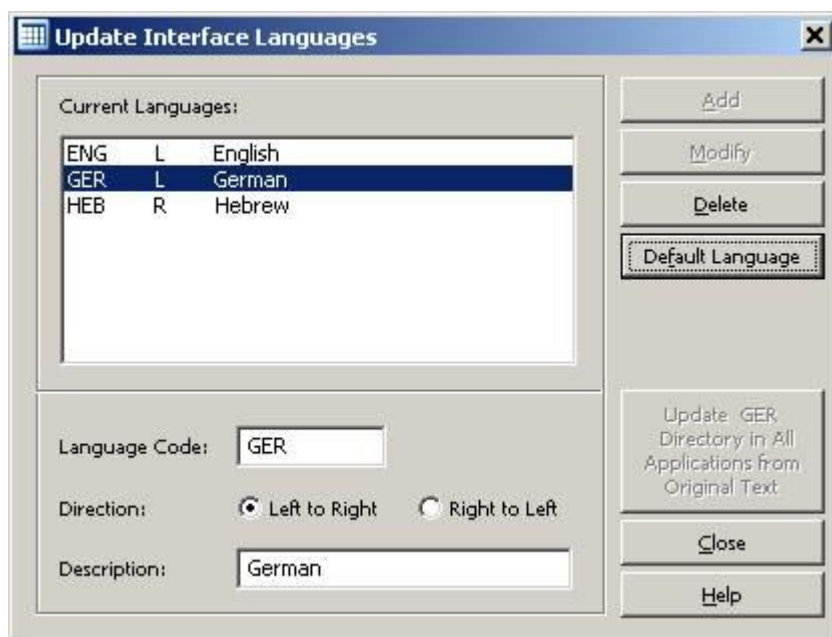 Update Interface Languages
Current Languages:
ENG L English
GER L German
HEB R Hebrew
Add
Modify
Delete
Default Language
Language Code: GER
Direction: Left to Right Right to Left
Description: German
Update GER
Directory in All
Applications from
Original Text
Close
Help